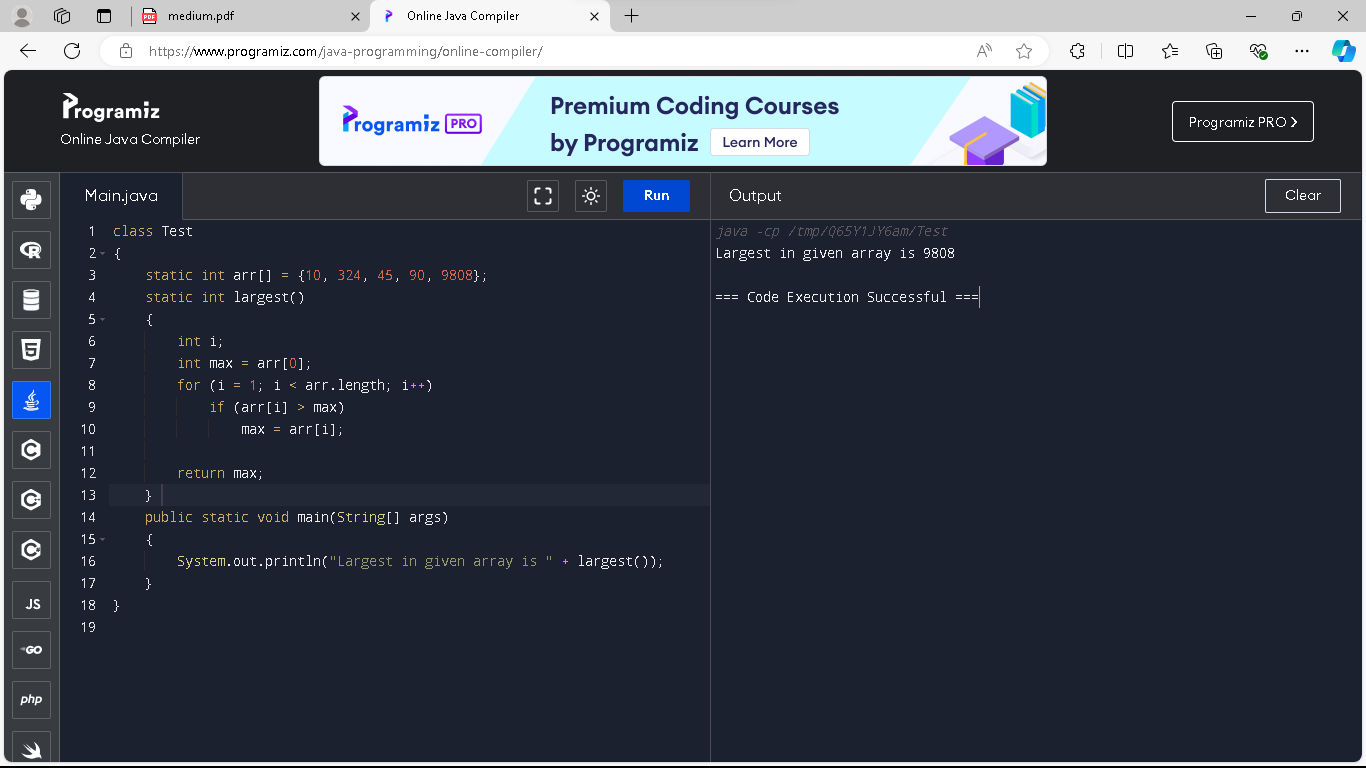 medium.pdf
Online Java Compiler
https://www.programiz.com/java-programming/online-compiler/
Programiz
Online Java Compiler
Programiz PRO
Premium Coding Courses
by Programiz
Learn More
Programiz PRO
Main.java
Run
Output
Clear
1 class Test
2 {
3 static int arr[] = {10, 324, 45, 90, 9808};
4 static int largest()
5 {
6 int i;
7 int max = arr[0];
8 for (i = 1; i < arr.length; i++)
9 if (arr[i] > max)
10 max = arr[i];
11
12 return max;
13 }
14 public static void main(String[] args)
15 {
16 System.out.println("Largest in given array is " + largest());
17 }
18 }
19
java -cp /tmp/Q65Y1JY6am/Test
Largest in given array is 9808
=== Code Execution Successful ===
R
5
C
C
C
JS
GO
php